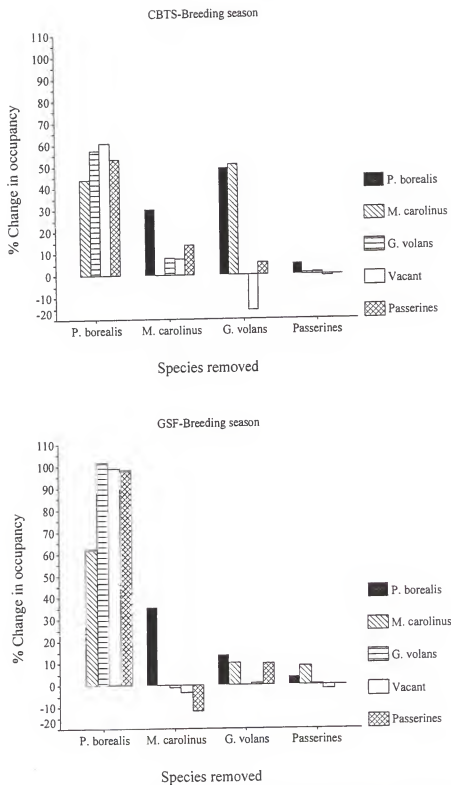 CBTS-Breeding season
% Change in occupancy
110
100
90
80
70
60
50
40
30
20
10
0
-10
-20
P. borealis
M. carolinus
G. volans
Passerines
Species removed
P. borealis
M. carolinus
G. volans
Vacant
Passerines
GSF-Breeding season
% Change in occupancy
110
100
90
80
70
60
50
40
30
20
10
0
-10
-20
P. borealis
M. carolinus
G. volans
Passerines
Species removed
P. borealis
M. carolinus
G. volans
Vacant
Passerines